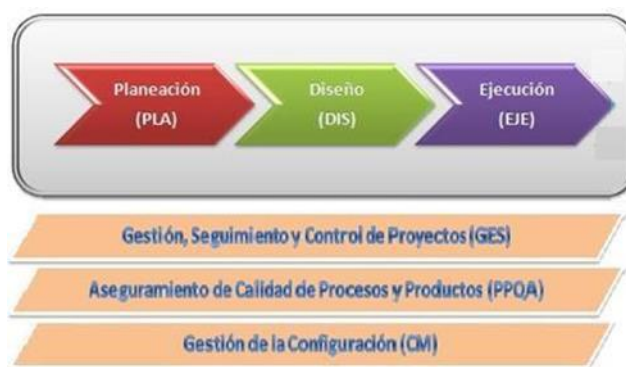 Planeación
(PLA)
Diseño
(DIS)
Ejecución
(EJE)
Gestión, Seguimiento y Control de Proyectos (GES)
Aseguramiento de Calidad de Procesos y Productos (PPQA)
Gestión de la Configuración (CM)